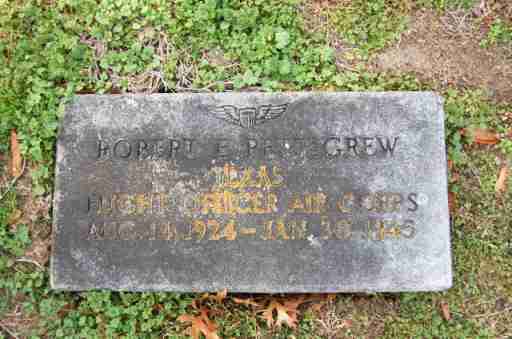 ROBERT E PETTIGREW
TEXAS
FLIGHT OFFICER AIR CORPS
AUG. 14, 1924 — JAN. 30 1945